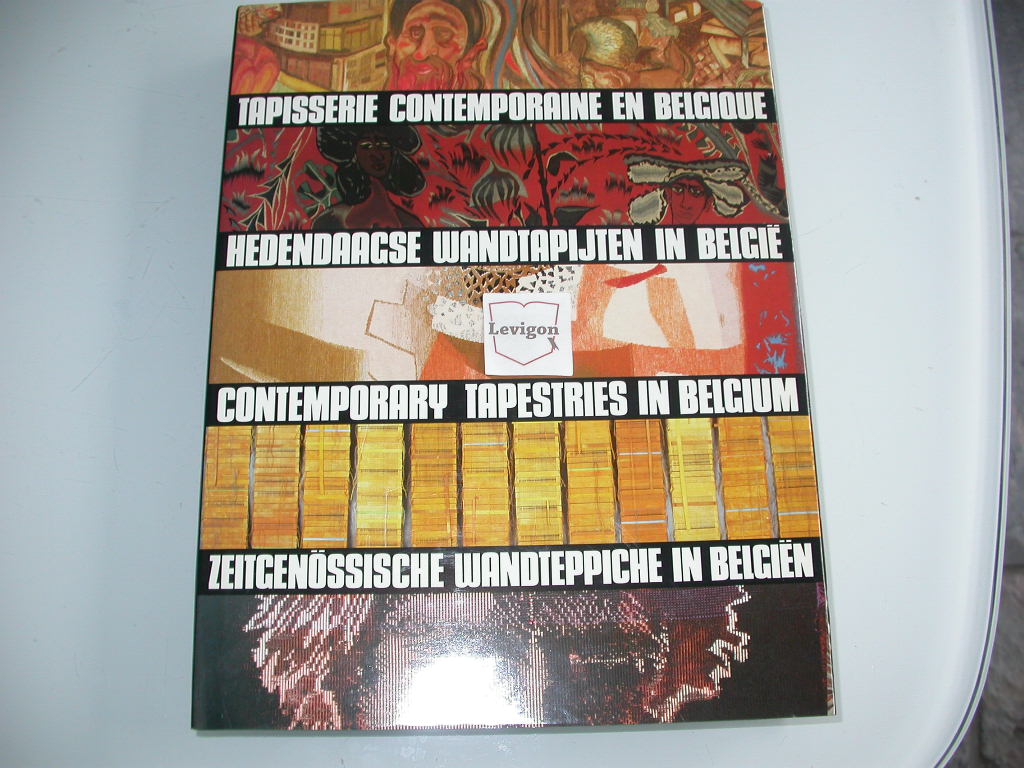 TAPISSERIE CONTEMPORAINE EN BELGIQUE
HEDENDAAGSE WANDTAPIJTEN IN BELGIË
Levigon
CONTEMPORARY TAPESTRIES IN BELGIUM
ZEITGENÖSSISCHE WANDTEPPICHE IN BELGIËN